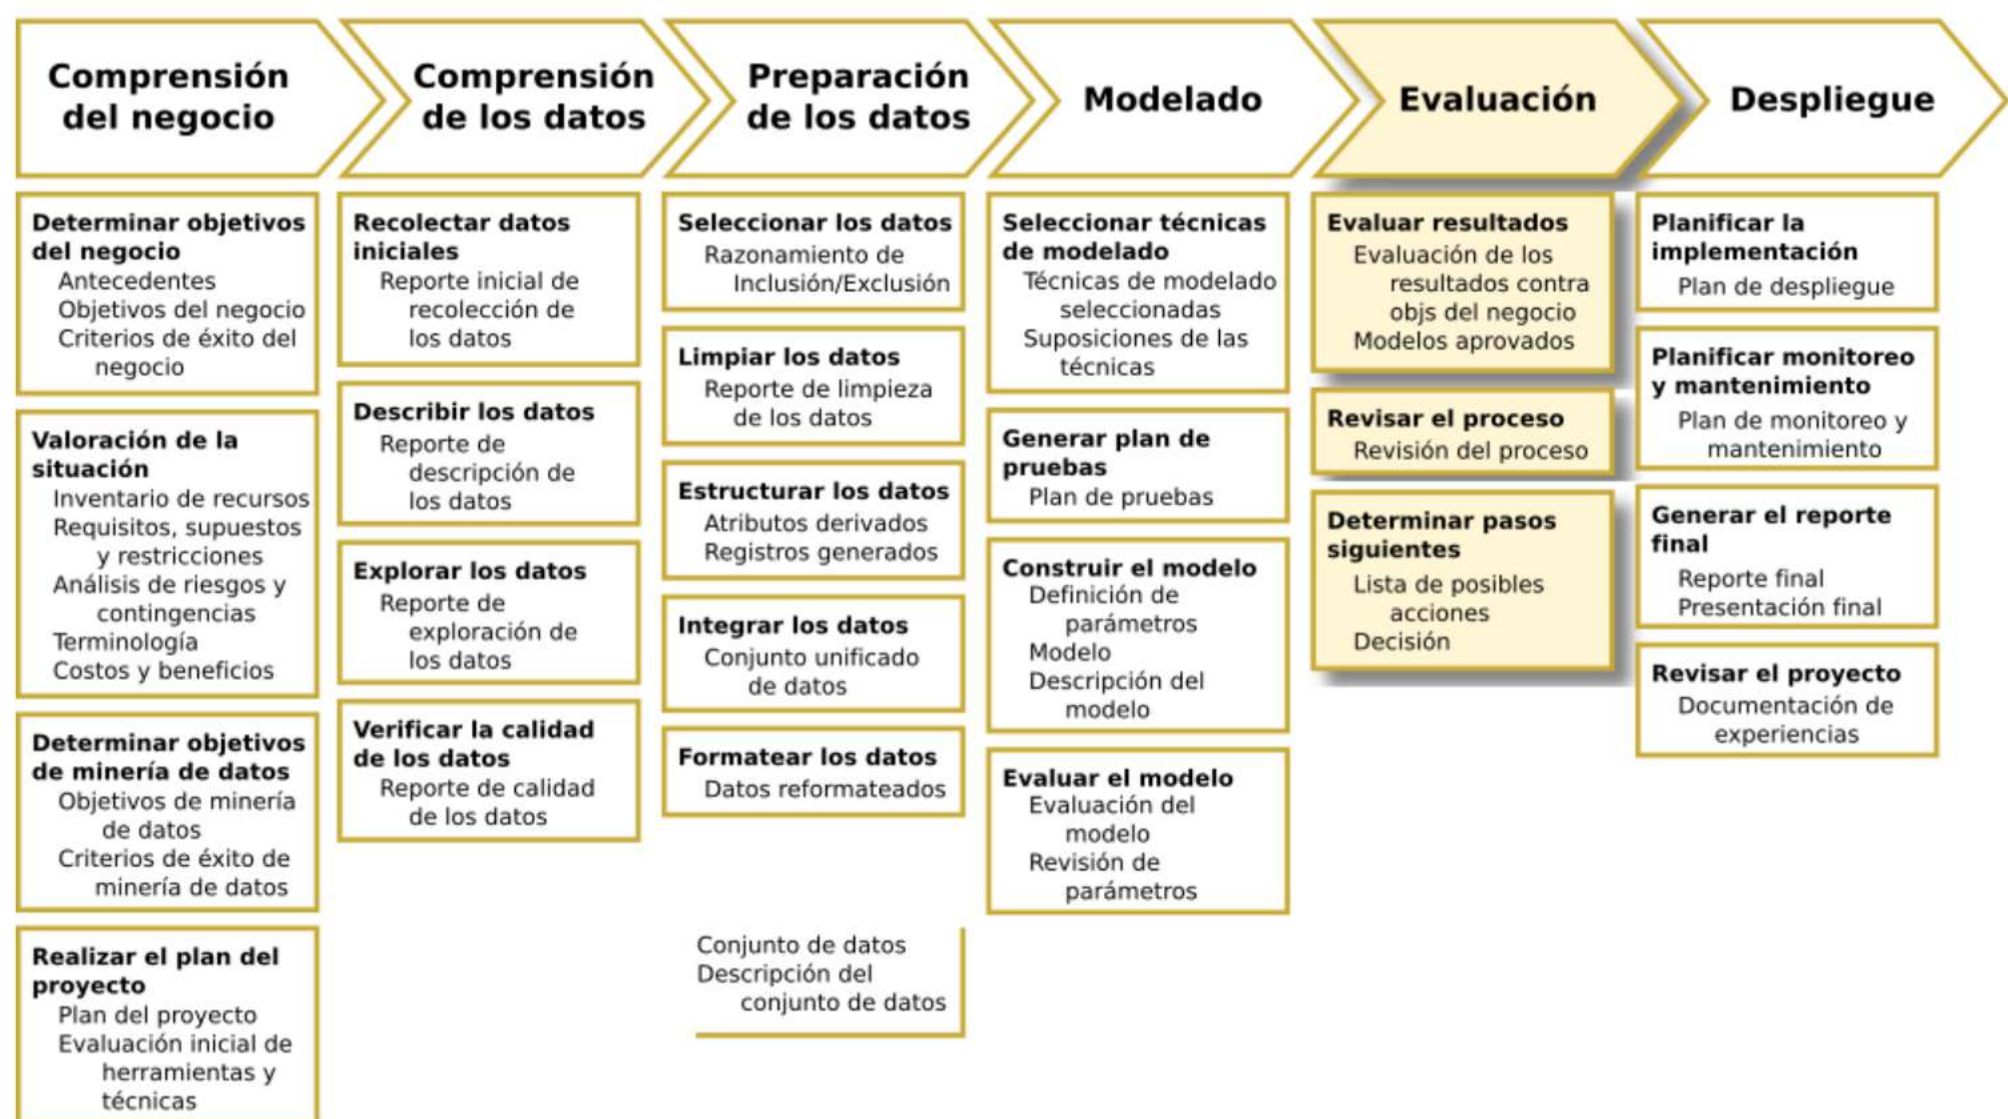 Comprensión
del negocio
Comprensión
de los datos
Preparación
de los datos
Modelado
Evaluación
Despliegue
Determinar objetivos
del negocio
Antecedentes
Objetivos del negocio
Criterios de éxito del
negocio
Valoración de la
situación
Inventario de recursos
Requisitos, supuestos
y restricciones
Análisis de riesgos y
contingencias
Terminología
Costos y beneficios
Determinar objetivos
de minería de datos
Objetivos de minería
de datos
Criterios de éxito de
minería de datos
Realizar el plan del
proyecto
Plan del proyecto
Evaluación inicial de
herramientas y
técnicas
Recolectar datos
iniciales
Reporte inicial de
recolección de
los datos
Describir los datos
Reporte de
descripción de
los datos
Explorar los datos
Reporte de
exploración de
los datos
Verificar la calidad
de los datos
Reporte de calidad
de los datos
Seleccionar los datos
Razonamiento de
Inclusión/Exclusión
Limpiar los datos
Reporte de limpieza
de los datos
Estructurar los datos
Atributos derivados
Registros generados
Integrar los datos
Conjunto unificado
de datos
Formatear los datos
Datos reformateados
Conjunto de datos
Descripción del
conjunto de datos
Seleccionar técnicas
de modelado
Técnicas de modelado
seleccionadas
Suposiciones de las
técnicas
Generar plan de
pruebas
Plan de pruebas
Construir el modelo
Definición de
parámetros
Modelo
Descripción del
modelo
Evaluar el modelo
Evaluación del
modelo
Revisión de
parámetros
Evaluar resultados
Evaluación de los
resultados contra
objs del negocio
Modelos aprovados
Revisar el proceso
Revisión del proceso
Determinar pasos
siguientes
Lista de posibles
acciones
Decisión
Planificar la
implementación
Plan de despliegue
Planificar monitoreo
y mantenimiento
Plan de monitoreo y
mantenimiento
Generar el reporte
final
Reporte final
Presentación final
Revisar el proyecto
Documentación de
experiencias